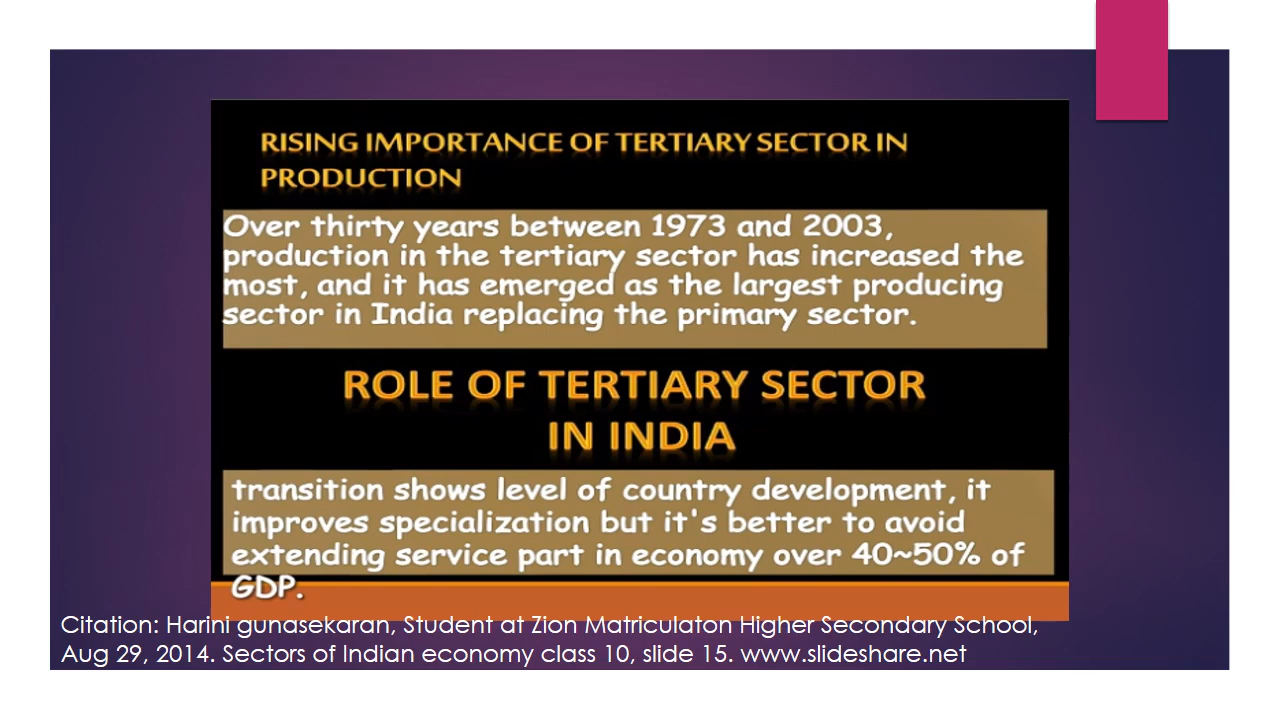 RISING IMPORTANCE OF TERTIARY SECTOR IN
PRODUCTION
Over thirty years between 1973 and 2003,
production in the tertiary sector has increased the
most, and it has emerged as the largest producing
sector in India replacing the primary sector.
ROLE OF TERTIARY SECTOR
IN INDIA
transition shows level of country development, it
improves specialization but it's better to avoid
extending service part in economy over 40~50% of
GDP.
Citation: Harini gunasekaran, Student at Zion Matriculaton Higher Secondary School,
Aug 29, 2014. Sectors of Indian economy class 10, slide 15. www.slideshare.net